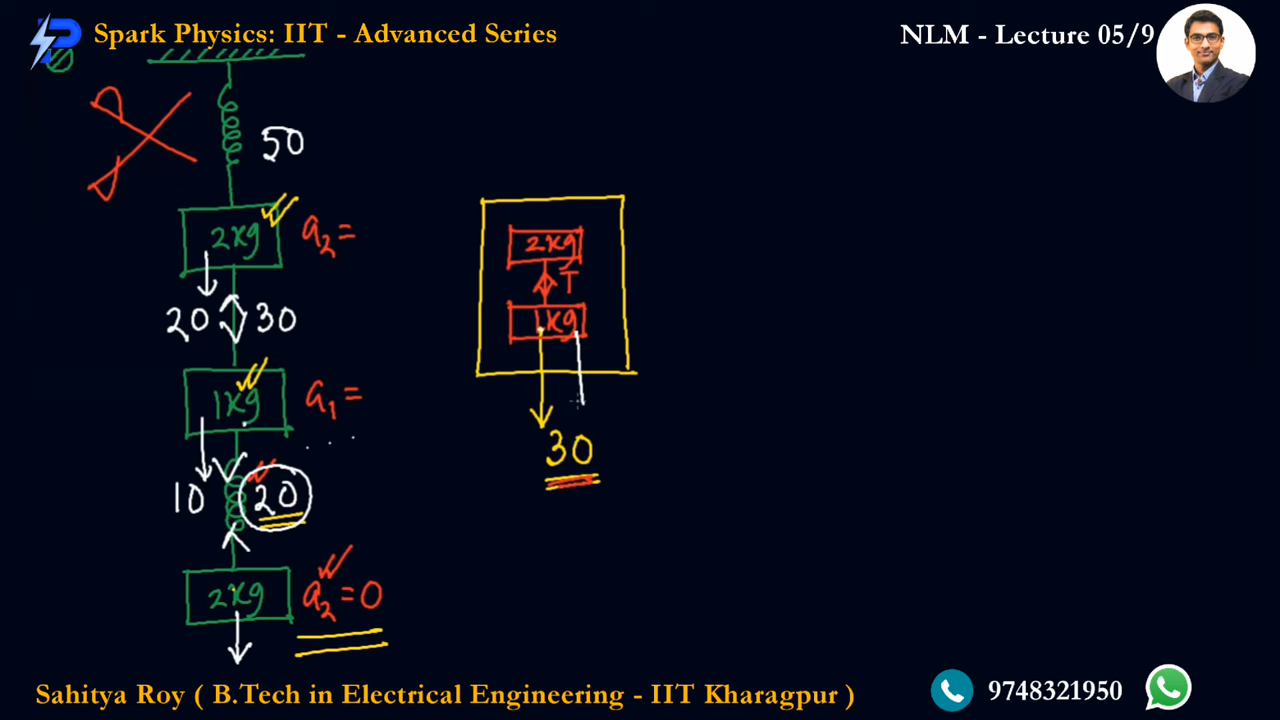 Spark Physics: IIT - Advanced Series
NLM - Lecture 05/9
50
2kg
a2 =
20
30
1kg
a1 =
10
20
2kg
a2 = 0
2kg
T
1kg
30
Sahitya Roy ( B.Tech in Electrical Engineering - IIT Kharagpur )
9748321950